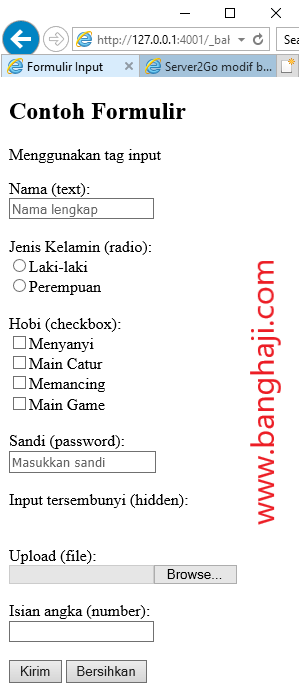 http://127.0.0.1:4001/_bal
Sea
Formulir Input
Server2Go modif b...
Contoh Formulir
Menggunakan tag input
Nama (text):
Nama lengkap
Jenis Kelamin (radio):
Laki-laki
Perempuan
Hobi (checkbox):
Menyanyi
Main Catur
Memancing
Main Game
Sandi (password):
Masukkan sandi
Input tersembunyi (hidden):
Upload (file):
Browse...
Isian angka (number):
Kirim Bersihkan
www.banghaji.com